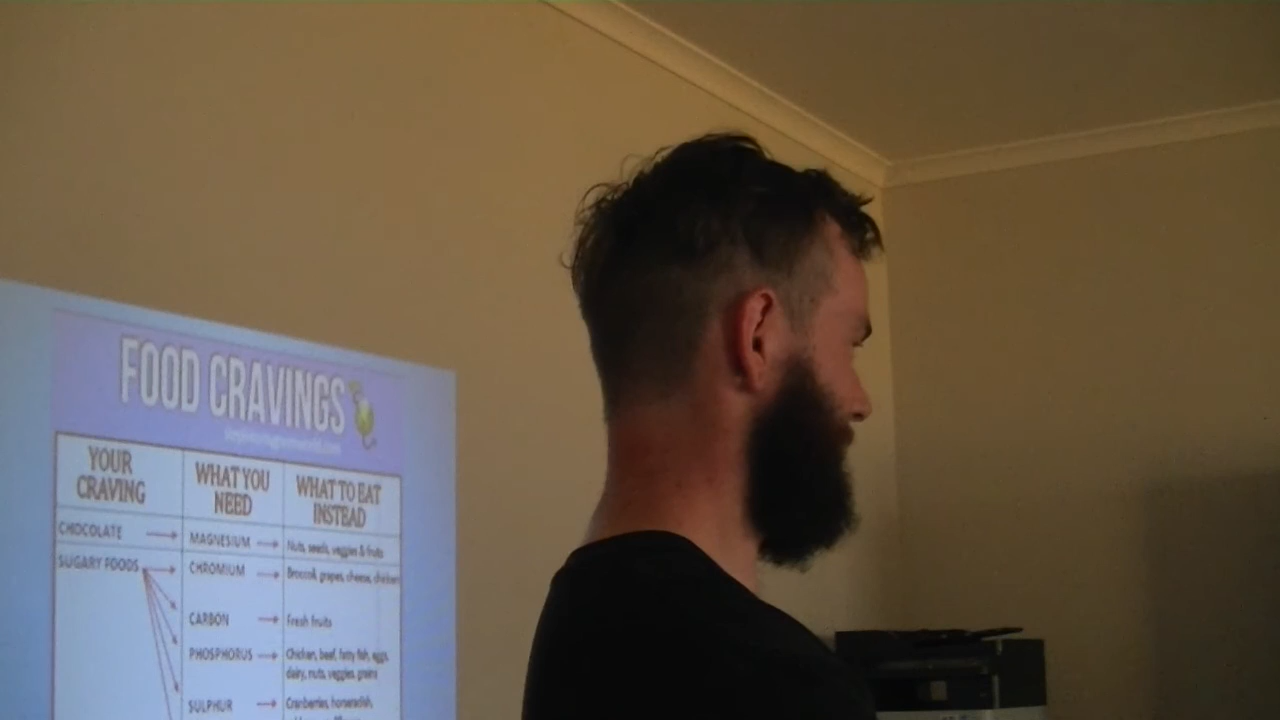 FOOD CRAVINGS
YOUR CRAVING
WHAT YOU NEED
WHAT TO EAT INSTEAD
CHOCOLATE
MAGNESIUM
Nuts, seeds, veggies & fruits
SUGARY FOODS
CHROMIUM
Broccoli, grapes, cheese, chicken
CARBON
Fresh fruits
PHOSPHORUS
Chicken, beef, fatty fish, eggs,
dairy, nuts, veggies, grains
SULPHUR
Cranberries, horseradish,